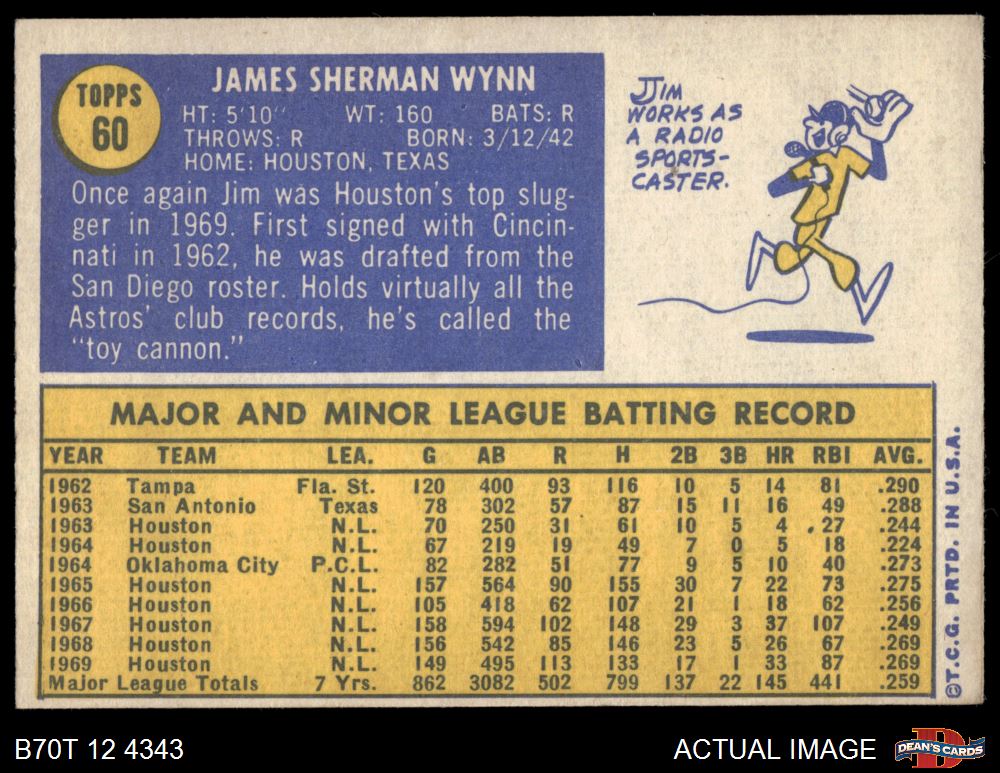 TOPPS
60
JAMES SHERMAN WYNN
HT: 5'10" WT: 160 BATS: R
THROWS: R BORN: 3/12/42
HOME: HOUSTON, TEXAS
Once again Jim was Houston's top slug-
ger in 1969. First signed with Cincin-
nati in 1962, he was drafted from the
San Diego roster. Holds virtually all the
Astros' club records, he's called the
"toy cannon."
JIM
WORKS AS
A RADIO
SPORTS-
CASTER.
MAJOR AND MINOR LEAGUE BATTING RECORD
YEAR TEAM LEA. G AB R H 2B 3B HR RBI AVG.
1962 Tampa Fla. St. 120 400 93 116 10 5 14 81 .290
1963 San Antonio Texas 78 302 57 87 15 11 16 49 .288
1963 Houston N.L. 70 250 31 61 10 5 4 27 .244
1964 Houston N.L. 67 219 19 49 7 0 5 18 .224
1964 Oklahoma City P.C.L. 82 282 51 77 9 5 10 40 .273
1965 Houston N.L. 157 564 90 155 30 7 22 73 .275
1966 Houston N.L. 105 418 62 107 21 1 18 62 .256
1967 Houston N.L. 158 594 102 148 29 3 37 107 .249
1968 Houston N.L. 156 542 85 146 23 5 26 67 .269
1969 Houston N.L. 149 495 113 133 17 1 33 87 .269
Major League Totals 7 Yrs. 862 3082 502 799 137 22 145 441 .259
©T.C.G. PRTD. IN U.S.A.
B70T 12 4343
ACTUAL IMAGE
D
DEAN'S CARDS